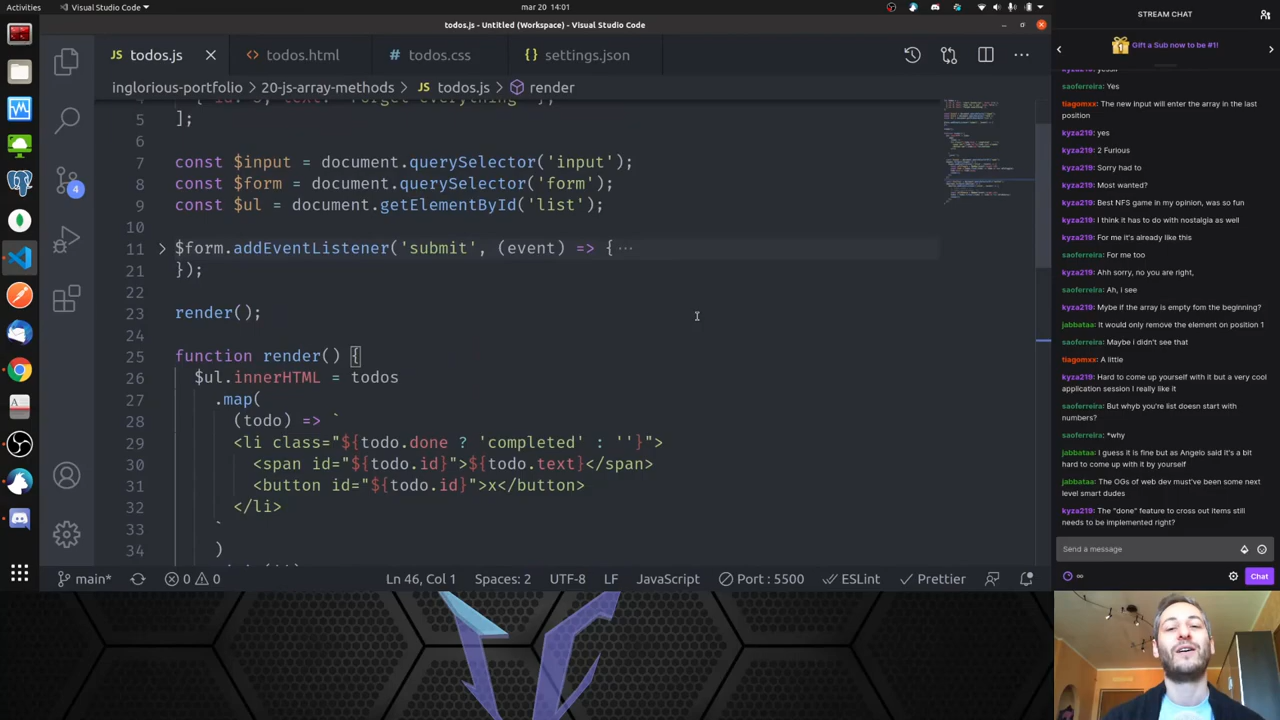 Activities
Visual Studio Code
mar 20 14:01
todos.js - Untitled (Workspace) - Visual Studio Code
JS todos.js
<> todos.html
# todos.css
{} settings.json
inglorious-portfolio > 20-js-array-methods > JS todos.js > render
5 ];
6
7 const $input = document.querySelector('input');
8 const $form = document.querySelector('form');
9 const $ul = document.getElementById('list');
10
11 > $form.addEventListener('submit', (event) => { ···
21 });
22
23 render();
24
25 function render() {
26 $ul.innerHTML = todos
27 .map(
28 (todo) => `
29 <li class="${todo.done ? 'completed' : ''}">
30 <span id="${todo.id}">${todo.text}</span>
31 <button id="${todo.id}">x</button>
32 </li>
33 `
34 )
4
main*
0 0
Ln 46, Col 1
Spaces: 2
UTF-8
LF
JavaScript
Port : 5500
ESLint
Prettier
STREAM CHAT
1
Gift a Sub now to be #1!
saoferreira: Yes
tiagomxx: The new input will enter the array in the last
position
kyza219: yes
kyza219: 2 Furious
kyza219: Sorry had to
kyza219: Most wanted?
kyza219: Best NFS game in my opinion, was so fun
kyza219: I think it has to do with nostalgia as well
kyza219: For me it's already like this
saoferreira: For me too
kyza219: Ahh sorry, no you are right,
saoferreira: Ah, i see
kyza219: Mybe if the array is empty fom the beginning?
jabbataa: It would only remove the element on position 1
saoferreira: Maybe I didn't see that
tiagomxx: A little
kyza219: Hard to come up yourself with it but a very cool
application session I really like it
saoferreira: But whyb you're list doesn start with
numbers?
saoferreira: *why
jabbataa: I guess it is fine but as Angelo said it's a bit
hard to come up with it by yourself
jabbataa: The OGs of web dev must've been some next
level smart dudes
kyza219: The "done" feature to cross out items still
needs to be implemented right?
Send a message
Chat